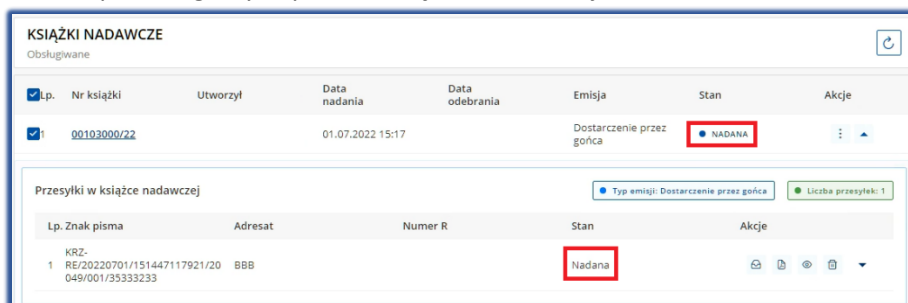 KSIĄŻKI NADAWCZE
Obsługiwane
Lp. Nr książki Utworzył Data nadania Data odebrania Emisja Stan Akcje
1 00103000/22 01.07.2022 15:17 Dostarczenie przez gońca NADANA
Przesyłki w książce nadawczej Typ emisji: Dostarczenie przez gońca Liczba przesyłek: 1
Lp. Znak pisma Adresat Numer R Stan Akcje
1 KRZ-RE/20220701/151447117921/20049/001/35333233 BBB Nadana